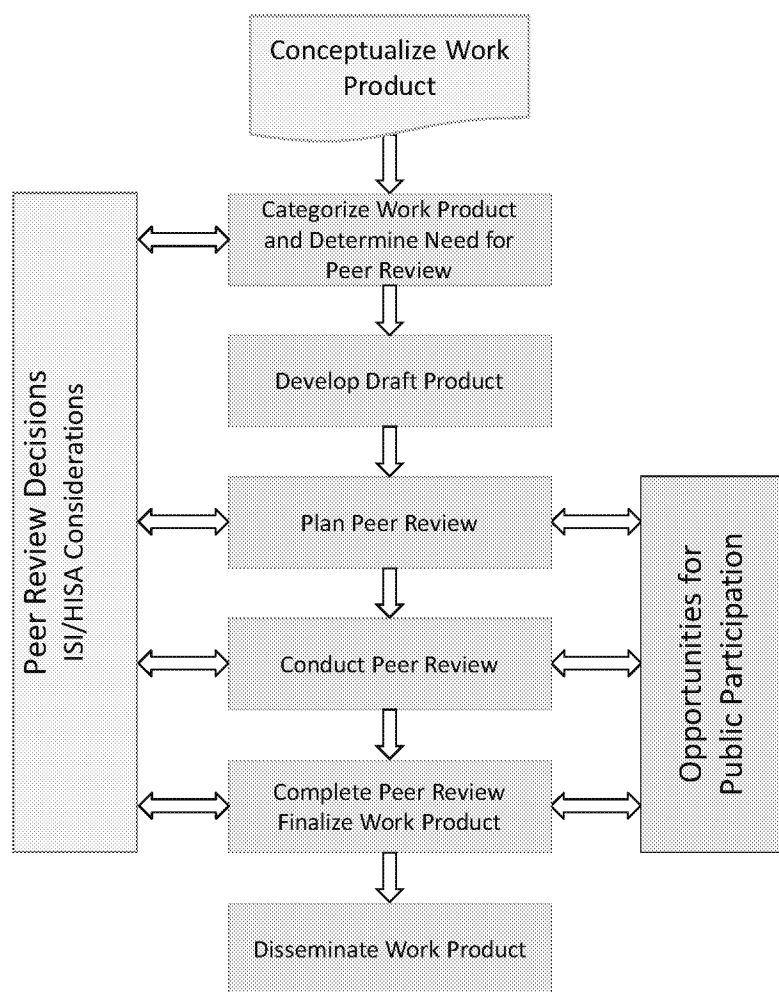 Conceptualize Work
Product
Categorize Work Product
and Determine Need for
Peer Review
Develop Draft Product
Plan Peer Review
Conduct Peer Review
Complete Peer Review
Finalize Work Product
Disseminate Work Product
Peer Review Decisions
ISI/HISA Considerations
Opportunities for
Public Participation